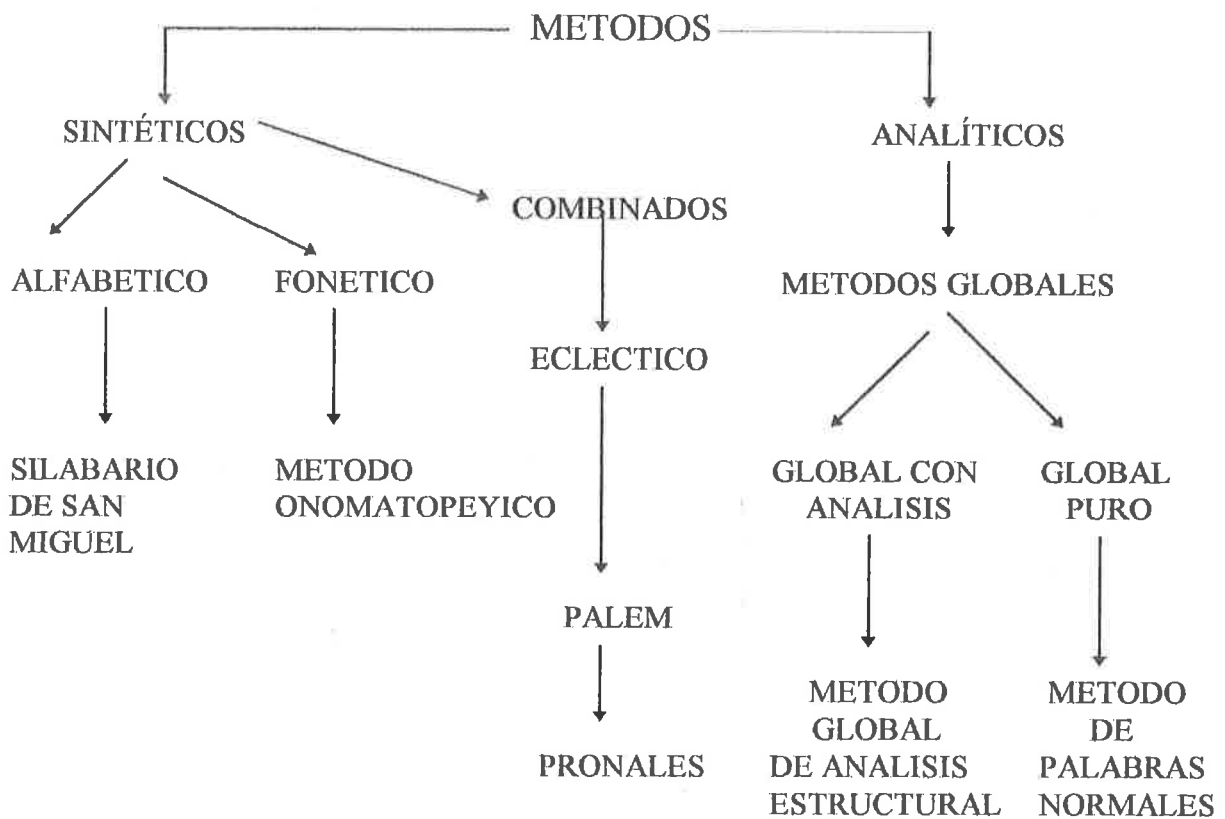 METODOS
SINTÉTICOS
ANALÍTICOS
COMBINADOS
ALFABETICO
FONETICO
METODOS GLOBALES
ECLECTICO
SILABARIO
DE SAN
MIGUEL
METODO
ONOMATOPEYICO
GLOBAL CON
ANALISIS
GLOBAL
PURO
PALEM
PRONALES
METODO
GLOBAL
DE ANALISIS
ESTRUCTURAL
METODO
DE
PALABRAS
NORMALES